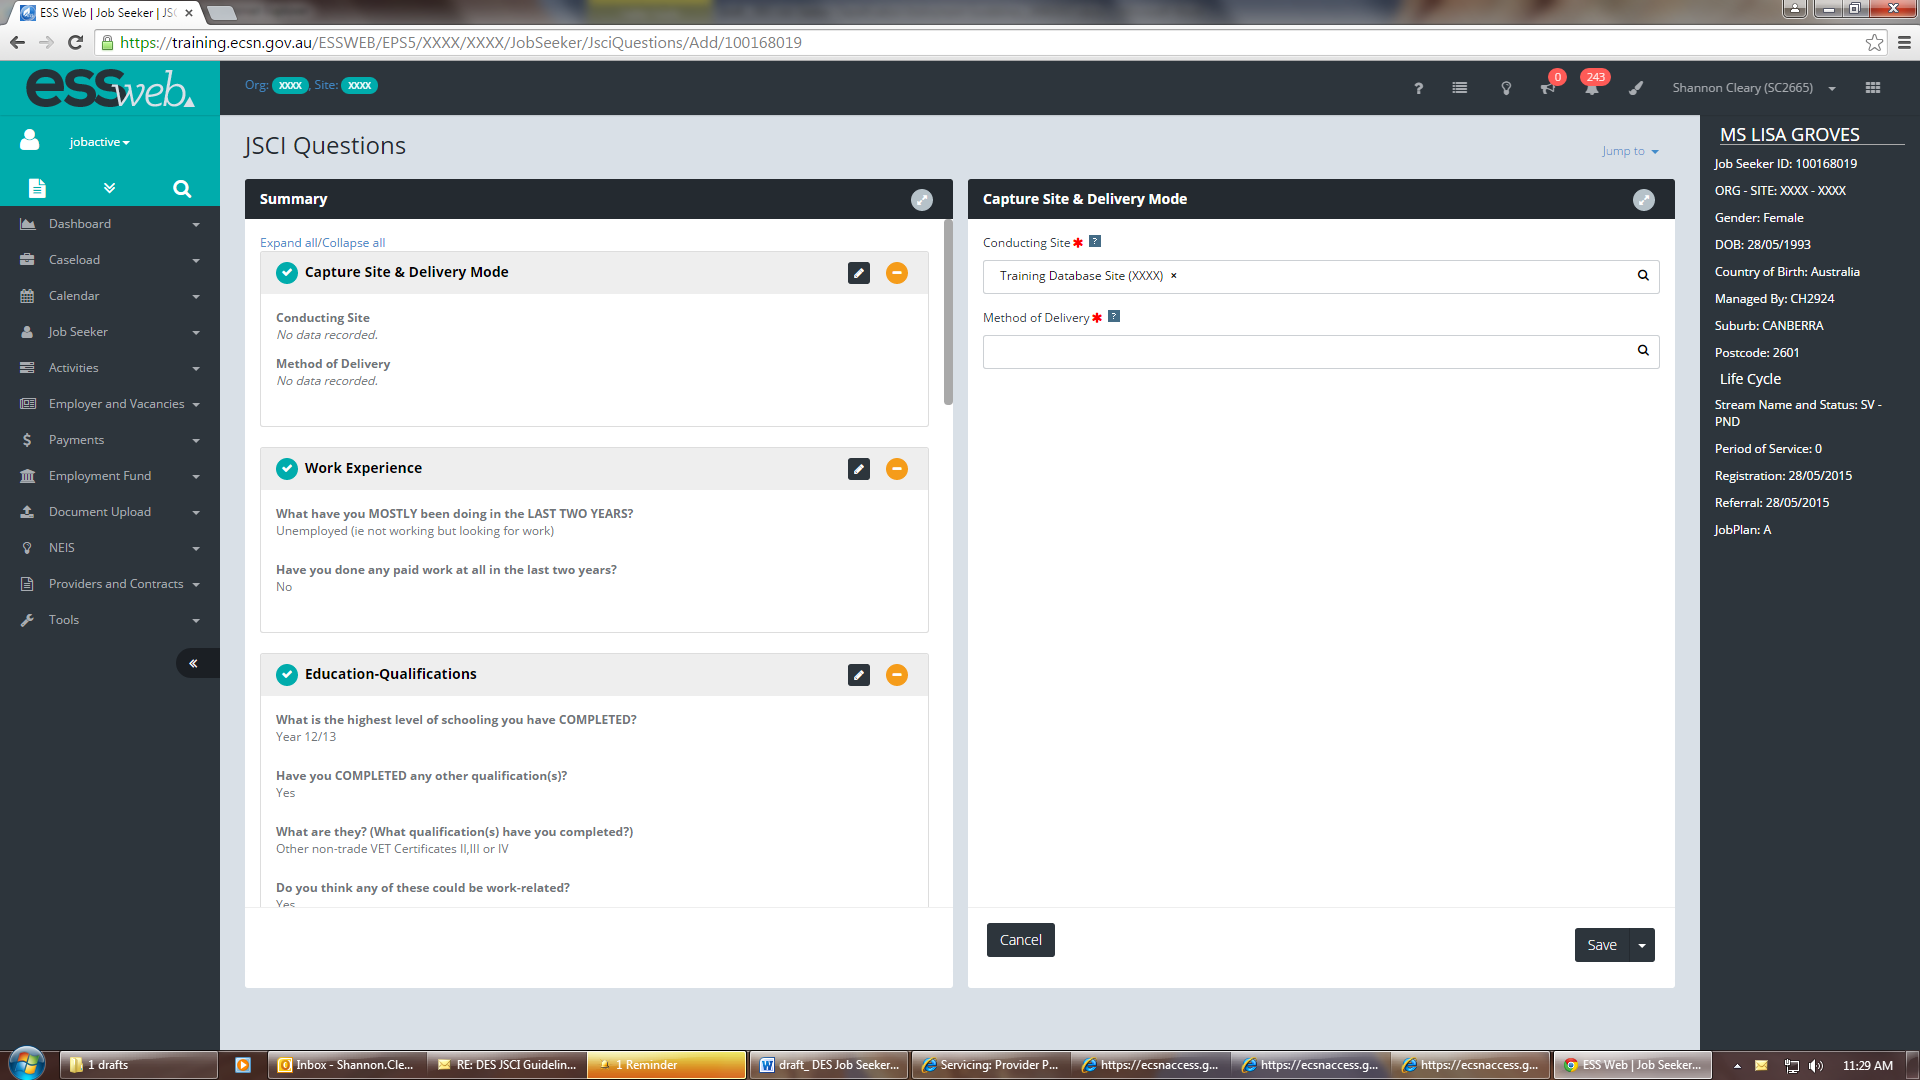 ESS Web | Job Seeker | JSC
https://training.ecsn.gov.au/ESSWEB/EPS5/XXXX/XXXX/JobSeeker/JsciQuestions/Add/100168019
essweb
Org: XXXX, Site: XXXX
0
243
Shannon Cleary (SC2665)
jobactive
Dashboard
Caseload
Calendar
Job Seeker
Activities
Employer and Vacancies
Payments
Employment Fund
Document Upload
NEIS
Providers and Contracts
Tools
JSCI Questions
Jump to
Summary
Expand all/Collapse all
Capture Site & Delivery Mode
Conducting Site
No data recorded.
Method of Delivery
No data recorded.
Work Experience
What have you MOSTLY been doing in the LAST TWO YEARS?
Unemployed (ie not working but looking for work)
Have you done any paid work at all in the last two years?
No
Education-Qualifications
What is the highest level of schooling you have COMPLETED?
Year 12/13
Have you COMPLETED any other qualification(s)?
Yes
What are they? (What qualification(s) have you completed?)
Other non-trade VET Certificates II,III or IV
Do you think any of these could be work-related?
Yes
Capture Site & Delivery Mode
Conducting Site * ?
Training Database Site (XXXX) ×
Method of Delivery * ?
Cancel
Save
MS LISA GROVES
Job Seeker ID: 100168019
ORG - SITE: XXXX - XXXX
Gender: Female
DOB: 28/05/1993
Country of Birth: Australia
Managed By: CH2924
Suburb: CANBERRA
Postcode: 2601
Life Cycle
Stream Name and Status: SV -
PND
Period of Service: 0
Registration: 28/05/2015
Referral: 28/05/2015
JobPlan: A
1 drafts
Inbox - Shannon.Cle...
RE: DES JSCI Guidelin...
1 Reminder
draft_ DES Job Seeker...
Servicing: Provider P...
https://ecsnaccess.g...
https://ecsnaccess.g...
https://ecsnaccess.g...
ESS Web | Job Seeker...
11:29 AM